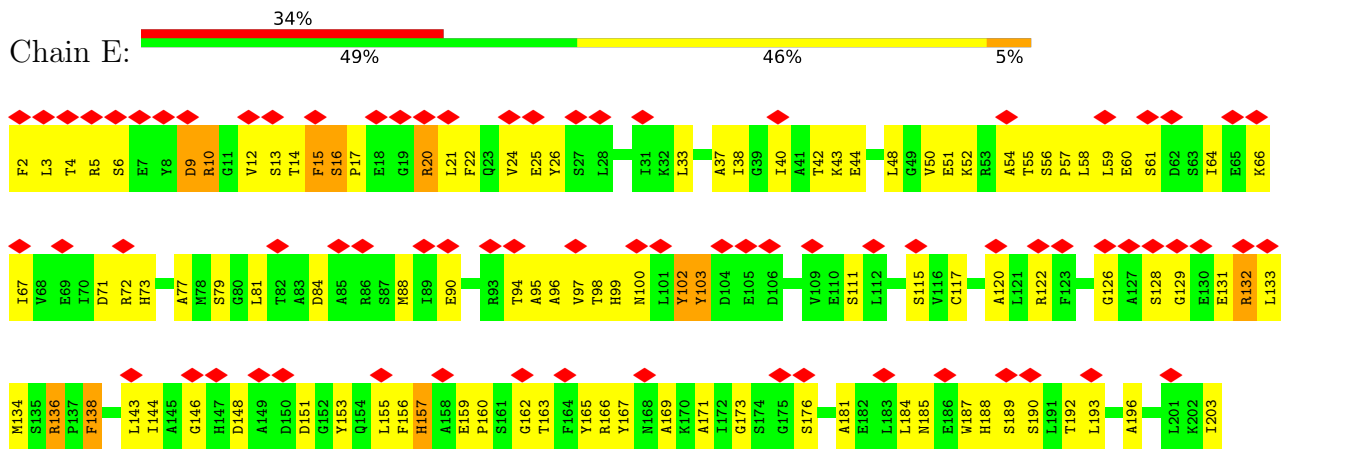 34%
Chain E:
49% 46% 5%
F2 L3 T4 R5 S6 E7 Y8 D9 R10 G11 V12 S13 T14 F15 S16 P17 E18 G19 R20 L21 F22 Q23 V24 E25 Y26 S27 L28 I31 K32 L33 A37 I38 G39 I40 A41 T42 K43 E44 L48 G49 V50 E51 K52 R53 A54 T55 S56 P57 L58 L59 E60 S61 D62 S63 I64 E65 K66
I67 V68 E69 I70 D71 R72 H73 A77 M78 S79 G80 L81 T82 A83 D84 A85 R86 S87 M88 I89 E90 R93 T94 A95 A96 V97 T98 H99 N100 L101 Y102 Y103 D104 E105 D106 V109 E110 S111 L112 S115 V116 C117 A120 L121 R122 F123 G126 A127 S128 G129 E130 E131 R132 L133
M134 S135 R136 P137 F138 L143 I144 A145 G146 H147 D148 A149 D150 D151 G152 Y153 Q154 L155 F156 H157 A158 E159 P160 S161 G162 T163 F164 Y165 R166 Y167 N168 A169 K170 A171 I172 G173 S174 G175 S176 A181 E182 L183 L184 N185 E186 W187 H188 S189 S190 L191 T192 L193 A196 L201 K202 I203